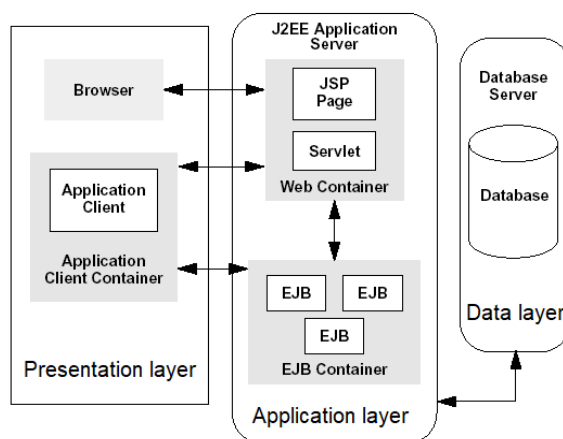 Browser
Application
Client
Application
Client Container
Presentation layer
J2EE Application
Server
JSP
Page
Servlet
Web Container
EJB
EJB
EJB
EJB Container
Application layer
Database
Server
Database
Data layer